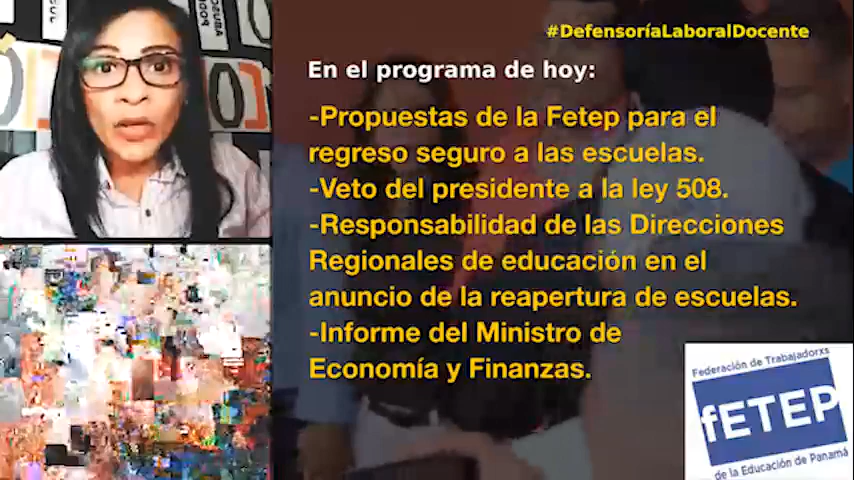 #DefensoríaLaboralDocente
En el programa de hoy:
-Propuestas de la Fetep para el
regreso seguro a las escuelas.
-Veto del presidente a la ley 508.
-Responsabilidad de las Direcciones
Regionales de educación en el
anuncio de la reapertura de escuelas.
-Informe del Ministro de
Economía y Finanzas.
Federación de Trabajadorxs
fETEP
de la Educación de Panamá